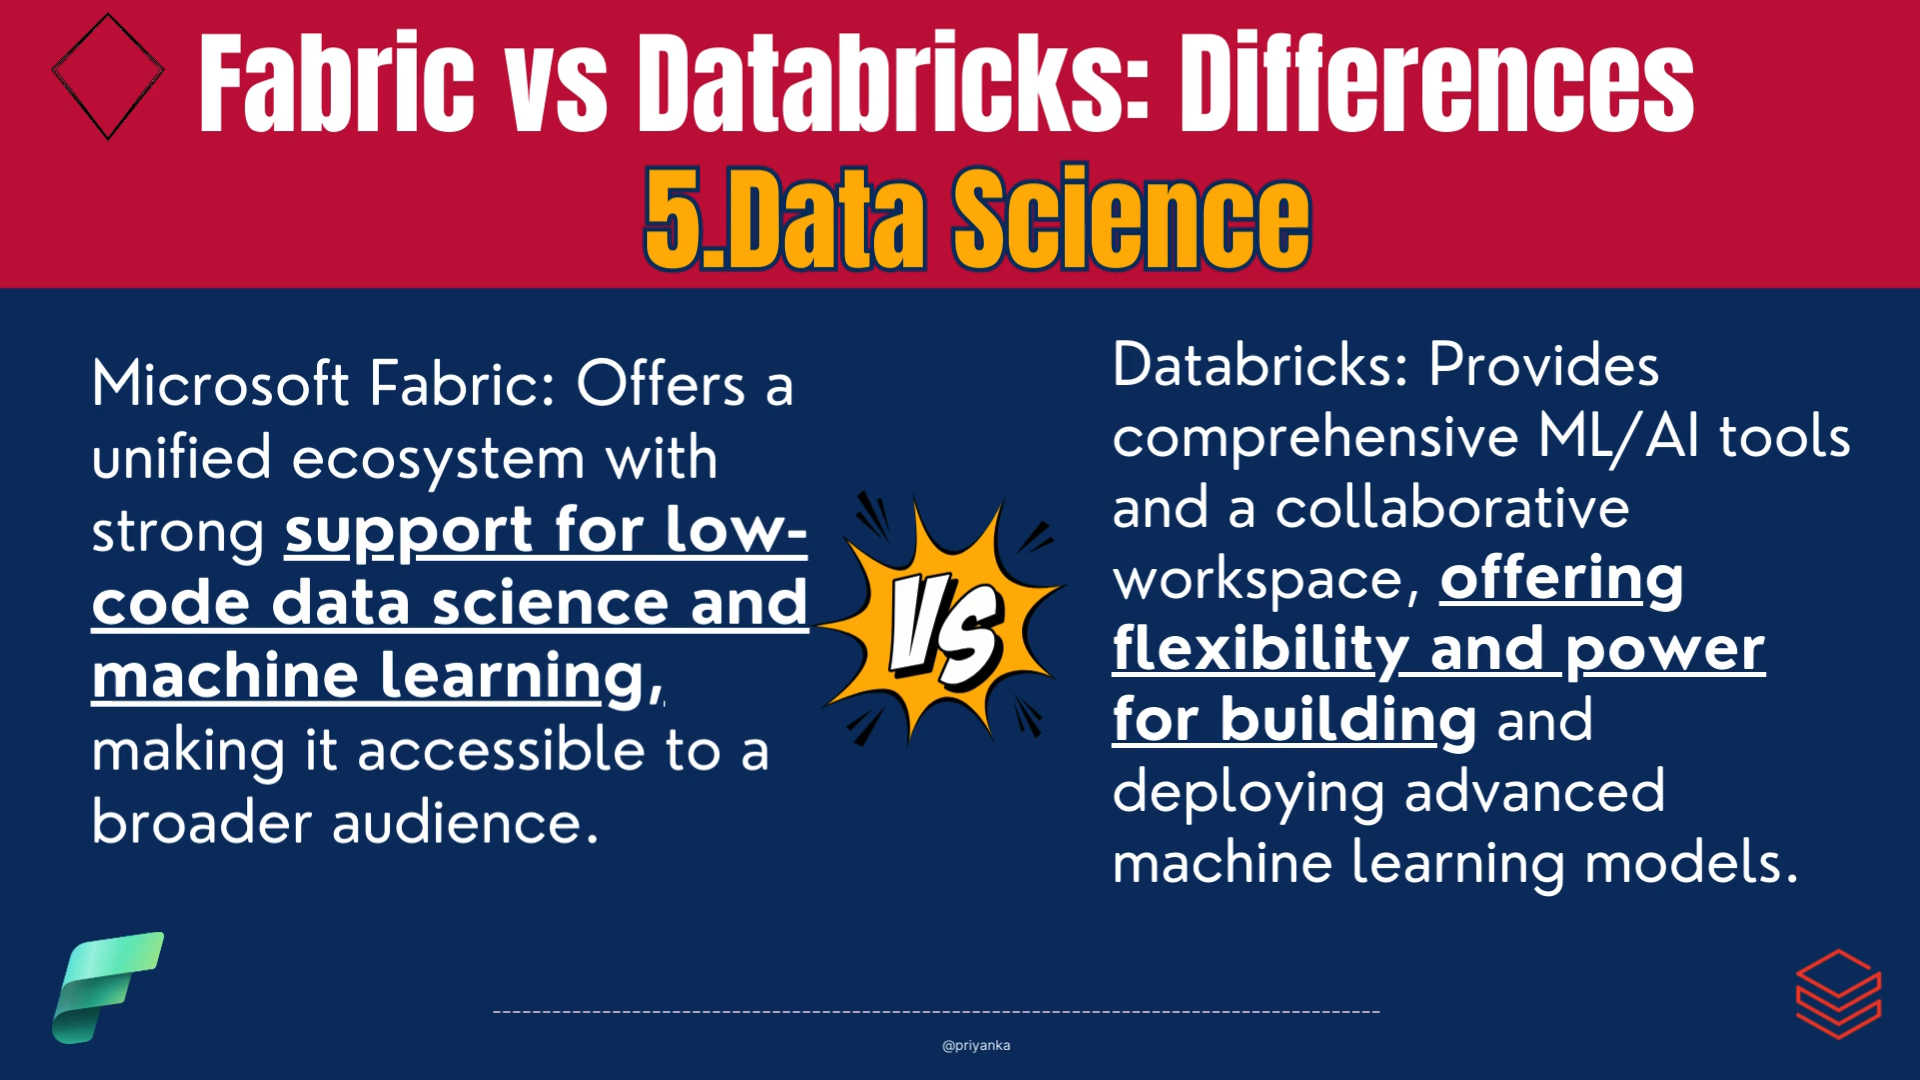 Fabric vs Databricks: Differences
5.Data Science
Microsoft Fabric: Offers a
unified ecosystem with
strong support for low-
code data science and
machine learning,
making it accessible to a
broader audience.
VS
Databricks: Provides
comprehensive ML/AI tools
and a collaborative
workspace, offering
flexibility and power
for building and
deploying advanced
machine learning models.
@priyanka